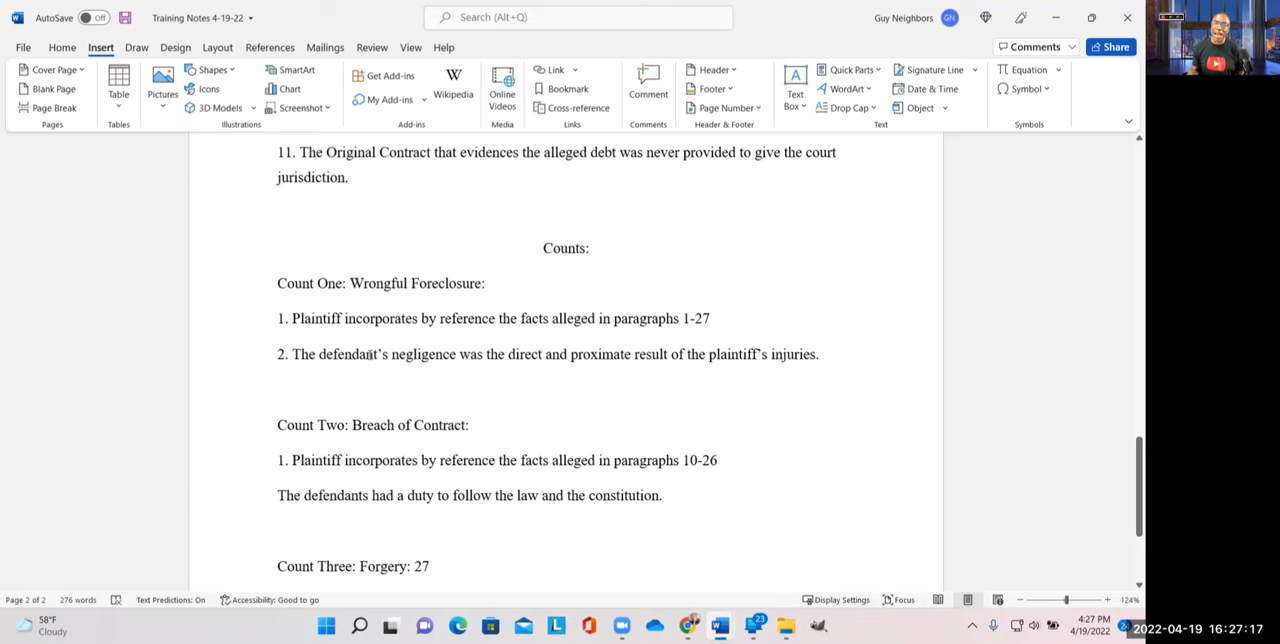 AutoSave Off Training Notes 4-19-22 Search (Alt+Q) Guy Neighbors GN
File Home Insert Draw Design Layout References Mailings Review View Help Comments Share
Cover Page Shapes SmartArt Get Add-ins W Link Header Quick Parts Signature Line Equation
Blank Page Table Pictures Icons Chart Wikipedia Online Videos Bookmark Comment Footer A Text Box WordArt Date & Time Symbol
Page Break 3D Models Screenshot My Add-ins Cross-reference Page Number Drop Cap Object
Pages Tables Illustrations Add-ins Media Links Comments Header & Footer Text Symbols
11. The Original Contract that evidences the alleged debt was never provided to give the court
jurisdiction.
Counts:
Count One: Wrongful Foreclosure:
1. Plaintiff incorporates by reference the facts alleged in paragraphs 1-27
2. The defendant’s negligence was the direct and proximate result of the plaintiff’s injuries.
Count Two: Breach of Contract:
1. Plaintiff incorporates by reference the facts alleged in paragraphs 10-26
The defendants had a duty to follow the law and the constitution.
Count Three: Forgery: 27
Page 2 of 2 276 words Text Predictions: On Accessibility: Good to go Display Settings Focus 124%
58°F 23 4:27 PM
Cloudy 4/19/2022 2022-04-19 16:27:17